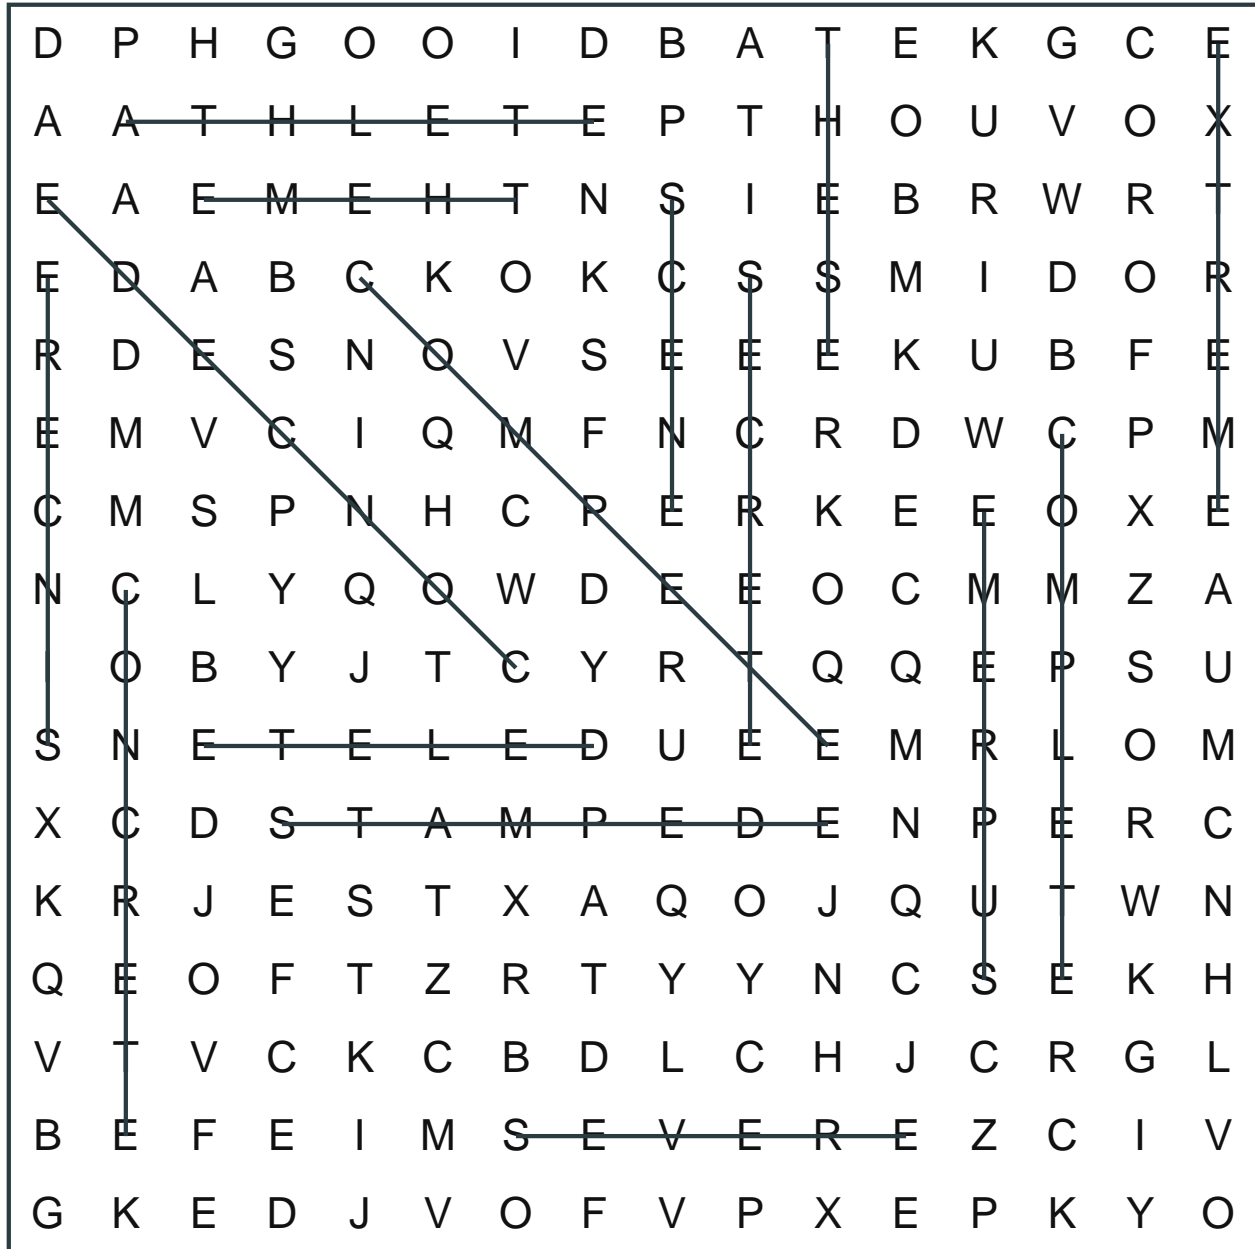 D P H G O O I D B A T E K G C E
A A T H L E T E P T H O U V O X
E A E M E H T N S I E B R W R T
E D A B C K O K C S S M I D O R
R D E S N O V S E E E K U B F E
E M V C I Q M F N C R D W C P M
C M S P N H C P E R K E E O X E
N C L Y Q O W D E E O C M M Z A
I O B Y J T C Y R T Q Q E P S U
S N E T E L E D U E E M R L O M
X C D S T A M P E D E N P E R C
K R J E S T X A Q O J Q U T W N
Q E O F T Z R T Y Y N C S E K H
V T V C K C B D L C H J C R G L
B E F E I M S E V E R E Z C I V
G K E D J V O F V P X E P K Y O